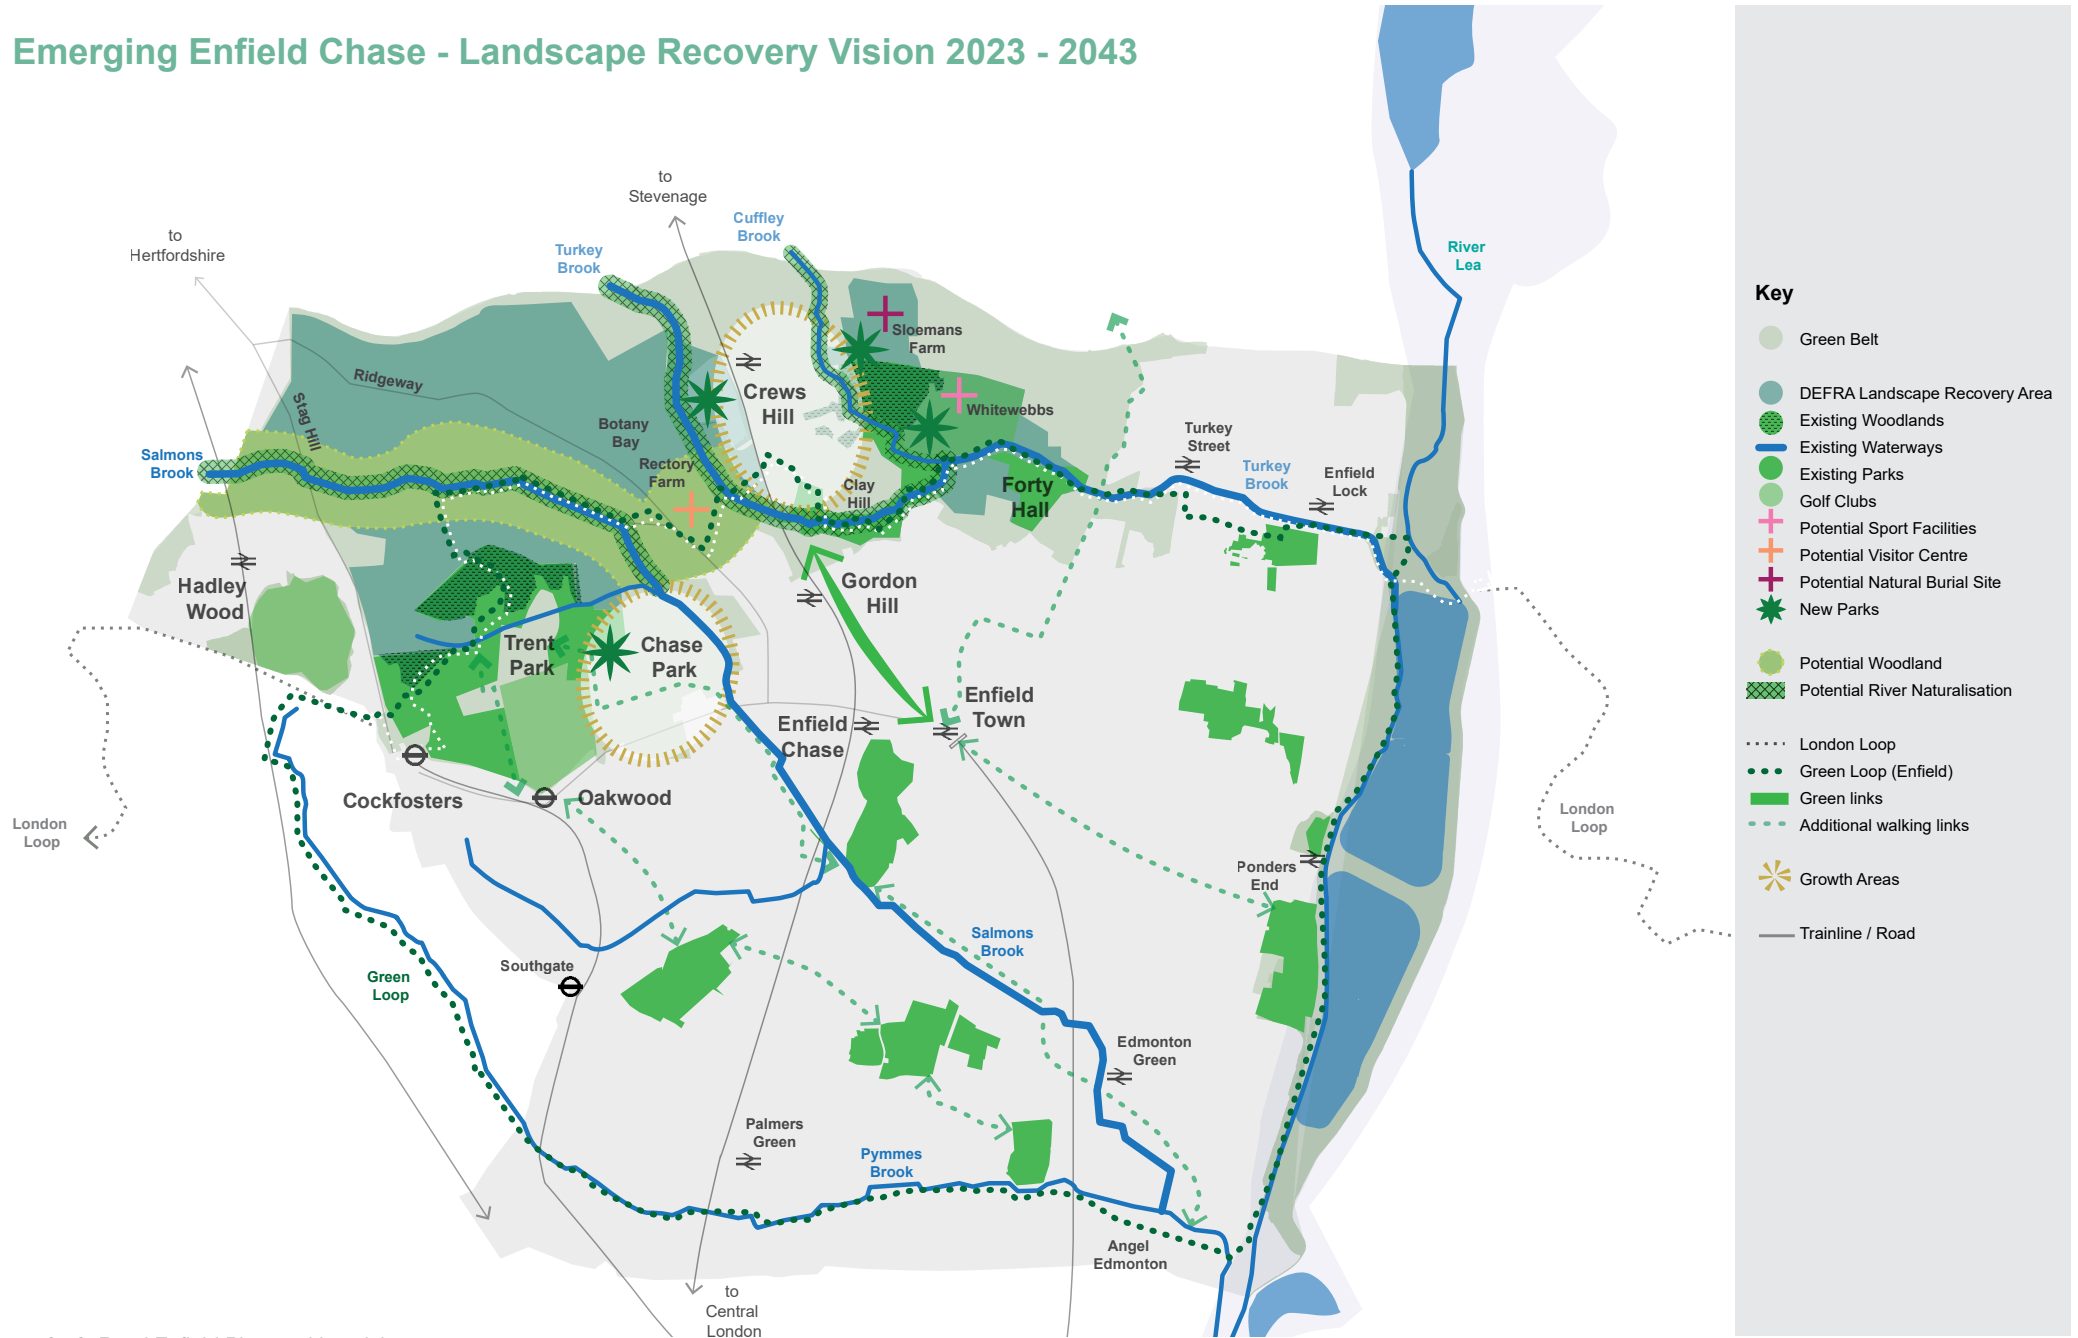 Emerging Enfield Chase - Landscape Recovery Vision 2023 - 2043
to
Stevenage
Cuffley
Brook
to
Hertfordshire
Turkey
Brook
River
Lea
Sloemans
Farm
Ridgeway
Stag Hill
Crews
Hill
Whitewebbs
Botany
Bay
Salmons
Brook
Rectory
Farm
Clay
Hill
Forty
Hall
Turkey
Street
Turkey
Brook
Enfield
Lock
Hadley
Wood
Gordon
Hill
Trent
Park
Chase
Park
Enfield
Town
Enfield
Chase
Cockfosters
Oakwood
London
Loop
London
Loop
Ponders
End
Salmons
Brook
Southgate
Green
Loop
Edmonton
Green
Palmers
Green
Pymmes
Brook
Angel
Edmonton
to
Central
London
Key
Green Belt
DEFRA Landscape Recovery Area
Existing Woodlands
Existing Waterways
Existing Parks
Golf Clubs
Potential Sport Facilities
Potential Visitor Centre
Potential Natural Burial Site
New Parks
Potential Woodland
Potential River Naturalisation
London Loop
Green Loop (Enfield)
Green links
Additional walking links
Growth Areas
Trainline / Road